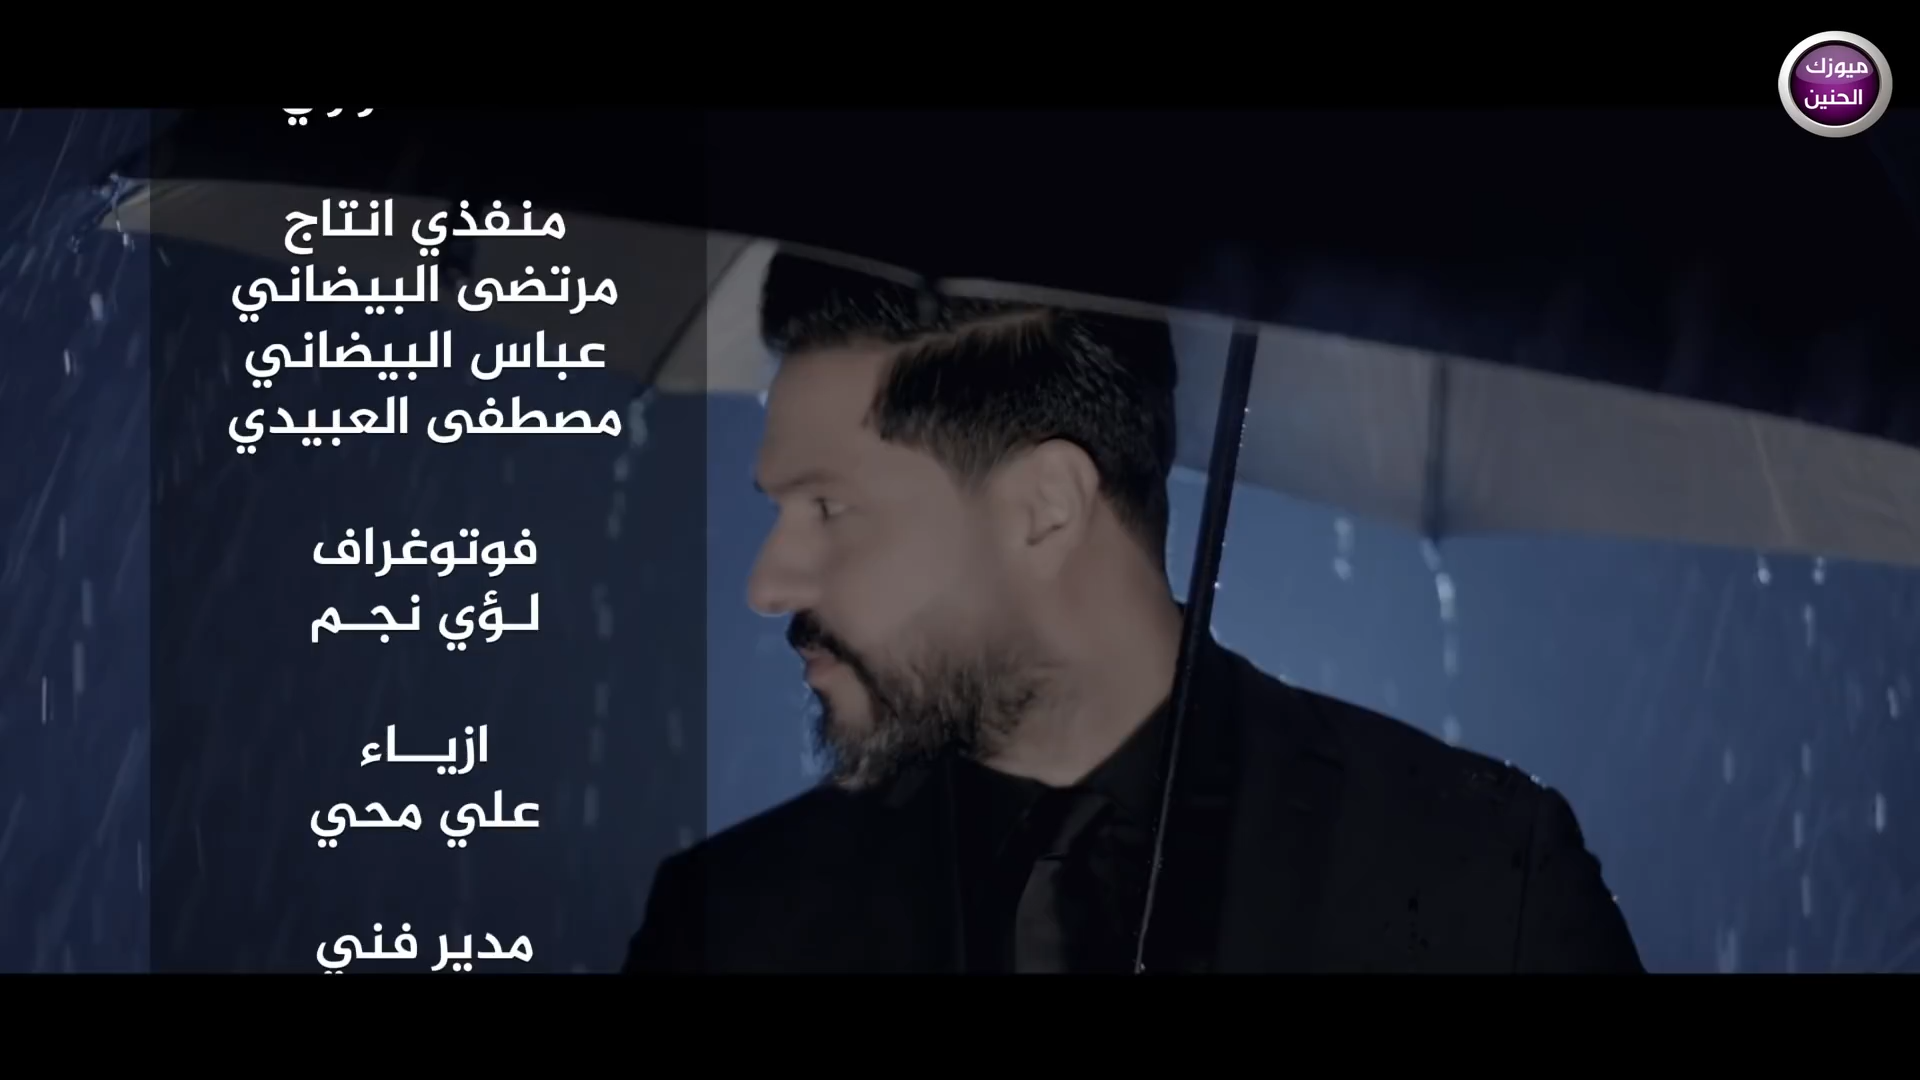 ميوزك
الحنين
منفذي انتاج
مرتضى البيضاني
عباس البيضاني
مصطفى العبيدي
فوتوغراف
لـؤي نجـم
ازيـــاء
علي محي
مدير فني